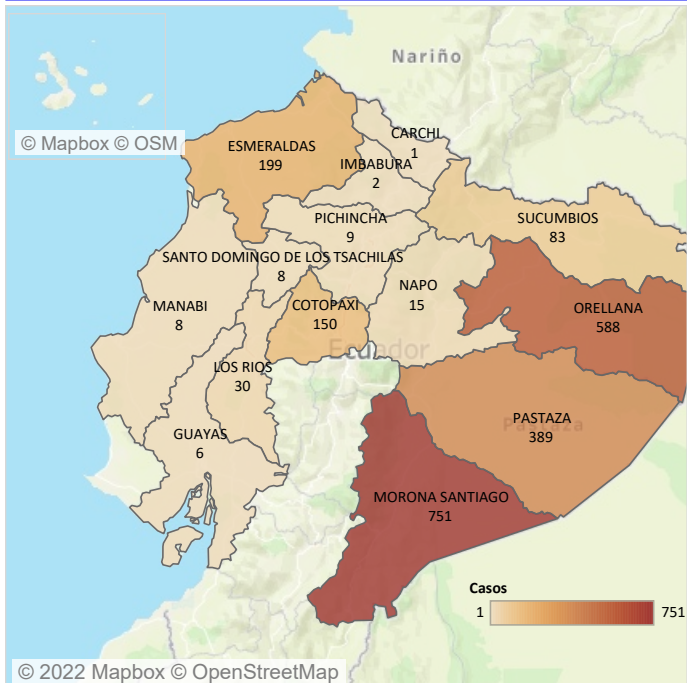 Nariño
© Mapbox © OSM
CARCHI
1
ESMERALDAS
199
IMBABURA
2
PICHINCHA
9
SUCUMBIOS
83
SANTO DOMINGO DE LOS TSACHILAS
8
NAPO
15
MANABI
8
COTOPAXI
150
ORELLANA
588
Ecuador
LOS RIOS
30
PASTAZA
389
Pastaza
GUAYAS
6
MORONA SANTIAGO
751
Casos
1 751
© 2022 Mapbox © OpenStreetMap